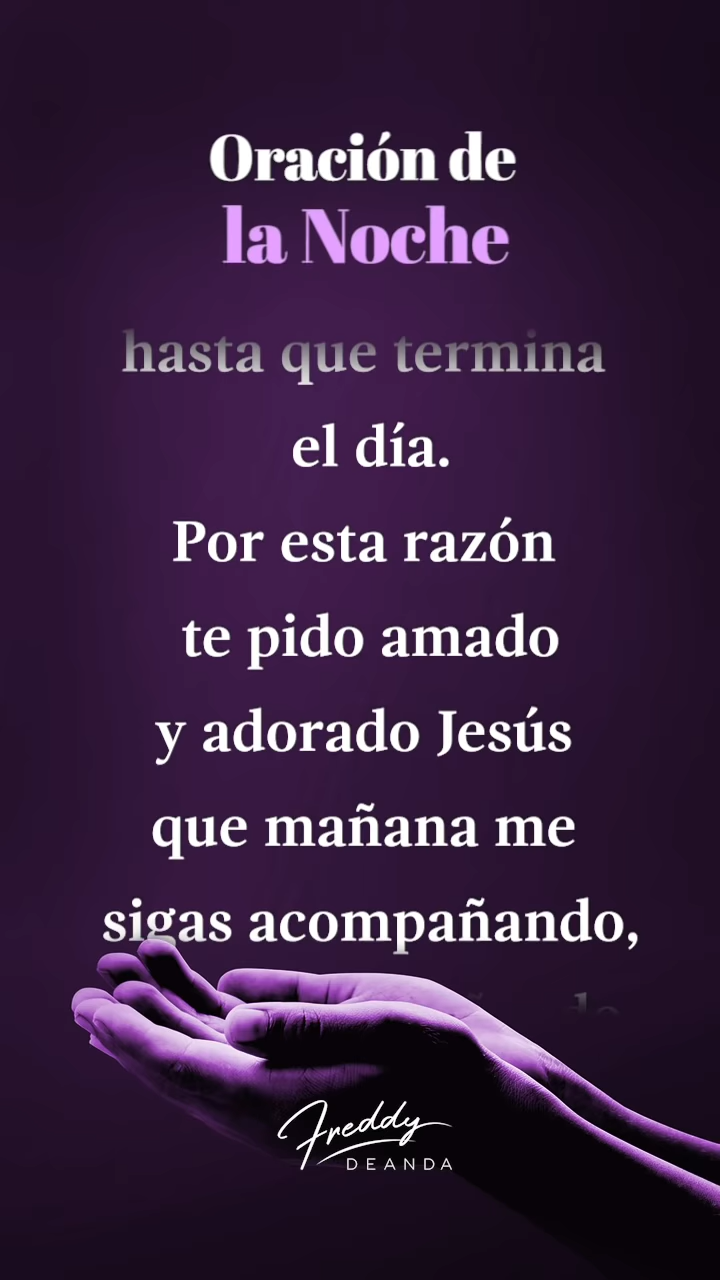 Oración de
la Noche
hasta que termina
el día.
Por esta razón
te pido amado
y adorado Jesús
que mañana me
sigas acompañando,
Freddy
DEANDA